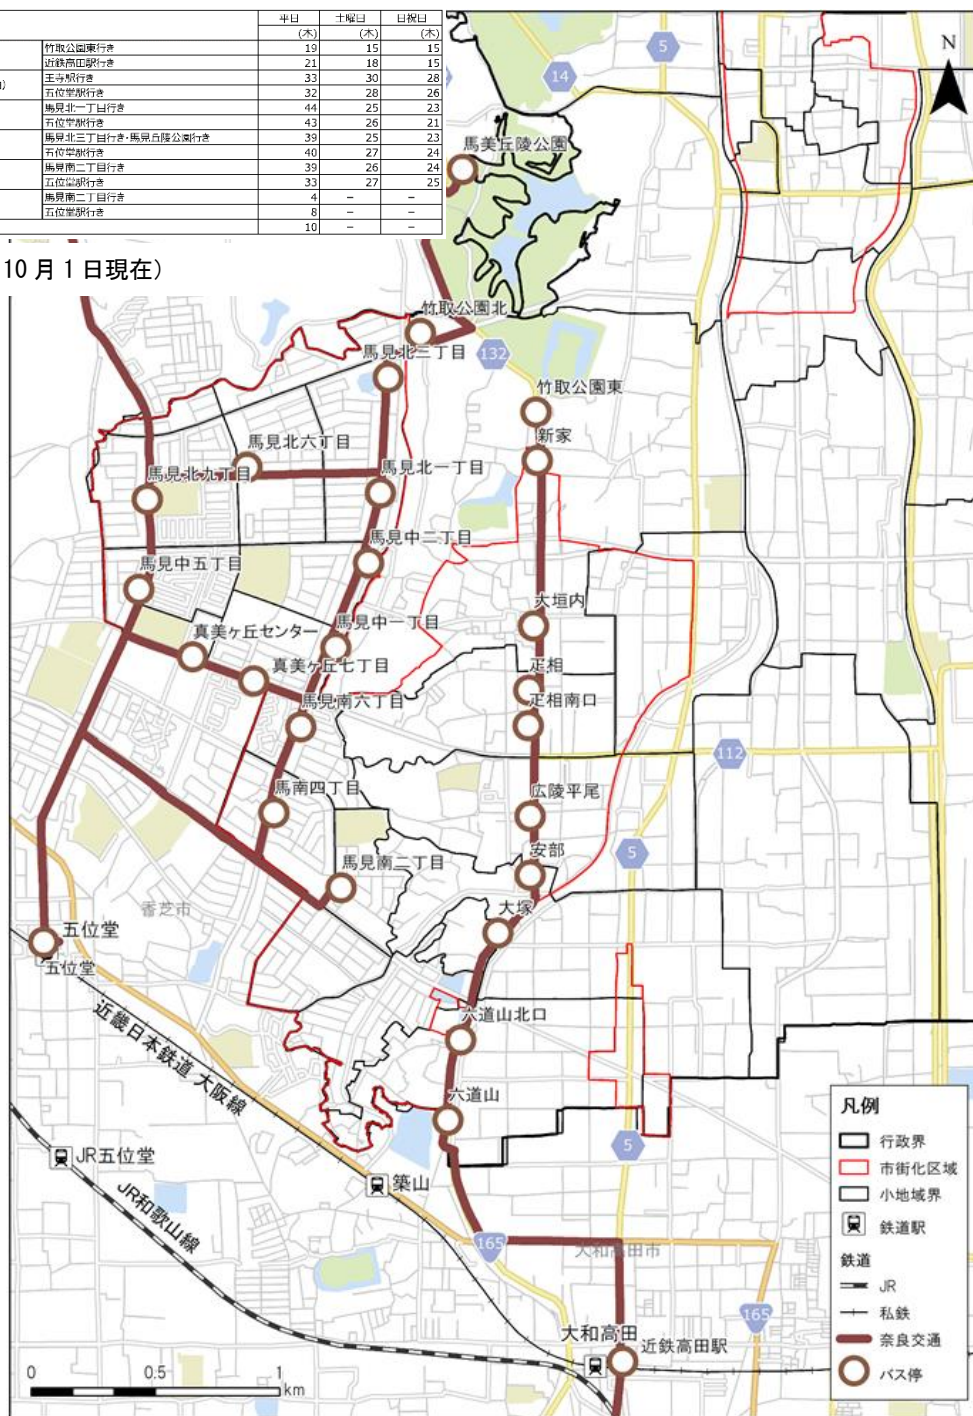 平日 土曜日 日祝日
(本) (本) (本)
竹取公園東行き 19 15 15
近鉄高田駅行き 21 18 15
王寺駅行き 33 30 28
五位堂駅行き 32 28 26
馬見北一丁目行き 44 25 23
五位堂駅行き 43 26 21
馬見北三丁目行き・馬見丘陵公園行き 39 25 23
五位堂駅行き 40 27 24
馬見南二丁目行き 39 26 24
五位堂駅行き 33 27 25
馬見南二丁目行き 4 － －
五位堂駅行き 8 － －
10 － －
10月1日現在）
N
5
14
馬美丘陵公園
竹取公園北
馬見北三丁目
132
竹取公園東
新家
馬見北六丁目
馬見北九丁目
馬見北一丁目
馬見中二丁目
馬見中五丁目
大垣内
馬見中一丁目
真美ヶ丘センター
真美ヶ丘七丁目
疋相
疋相南口
馬見南六丁目
112
馬南四丁目
広陵平尾
安部
5
馬見南二丁目
香芝市
大塚
五位堂
五位堂
近畿日本鉄道 大阪線
六道山北口
六道山
5
JR五位堂
築山
JR和歌山線
165
大和高田市
165
大和高田
近鉄高田駅
0 0.5 1
km
凡例
行政界
市街化区域
小地域界
鉄道駅
鉄道
JR
私鉄
奈良交通
バス停